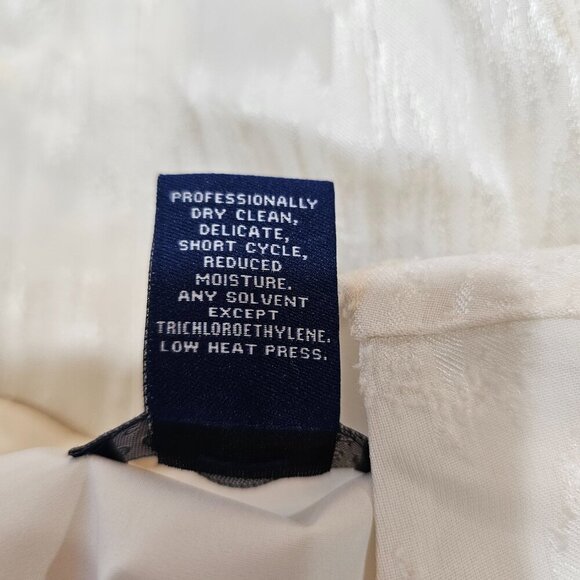 PROFESSIONALLY
DRY CLEAN,
DELICATE,
SHORT CYCLE,
REDUCED
MOISTURE.
ANY SOLVENT
EXCEPT
TRICHLOROETHYLENE.
LOW HEAT PRESS.